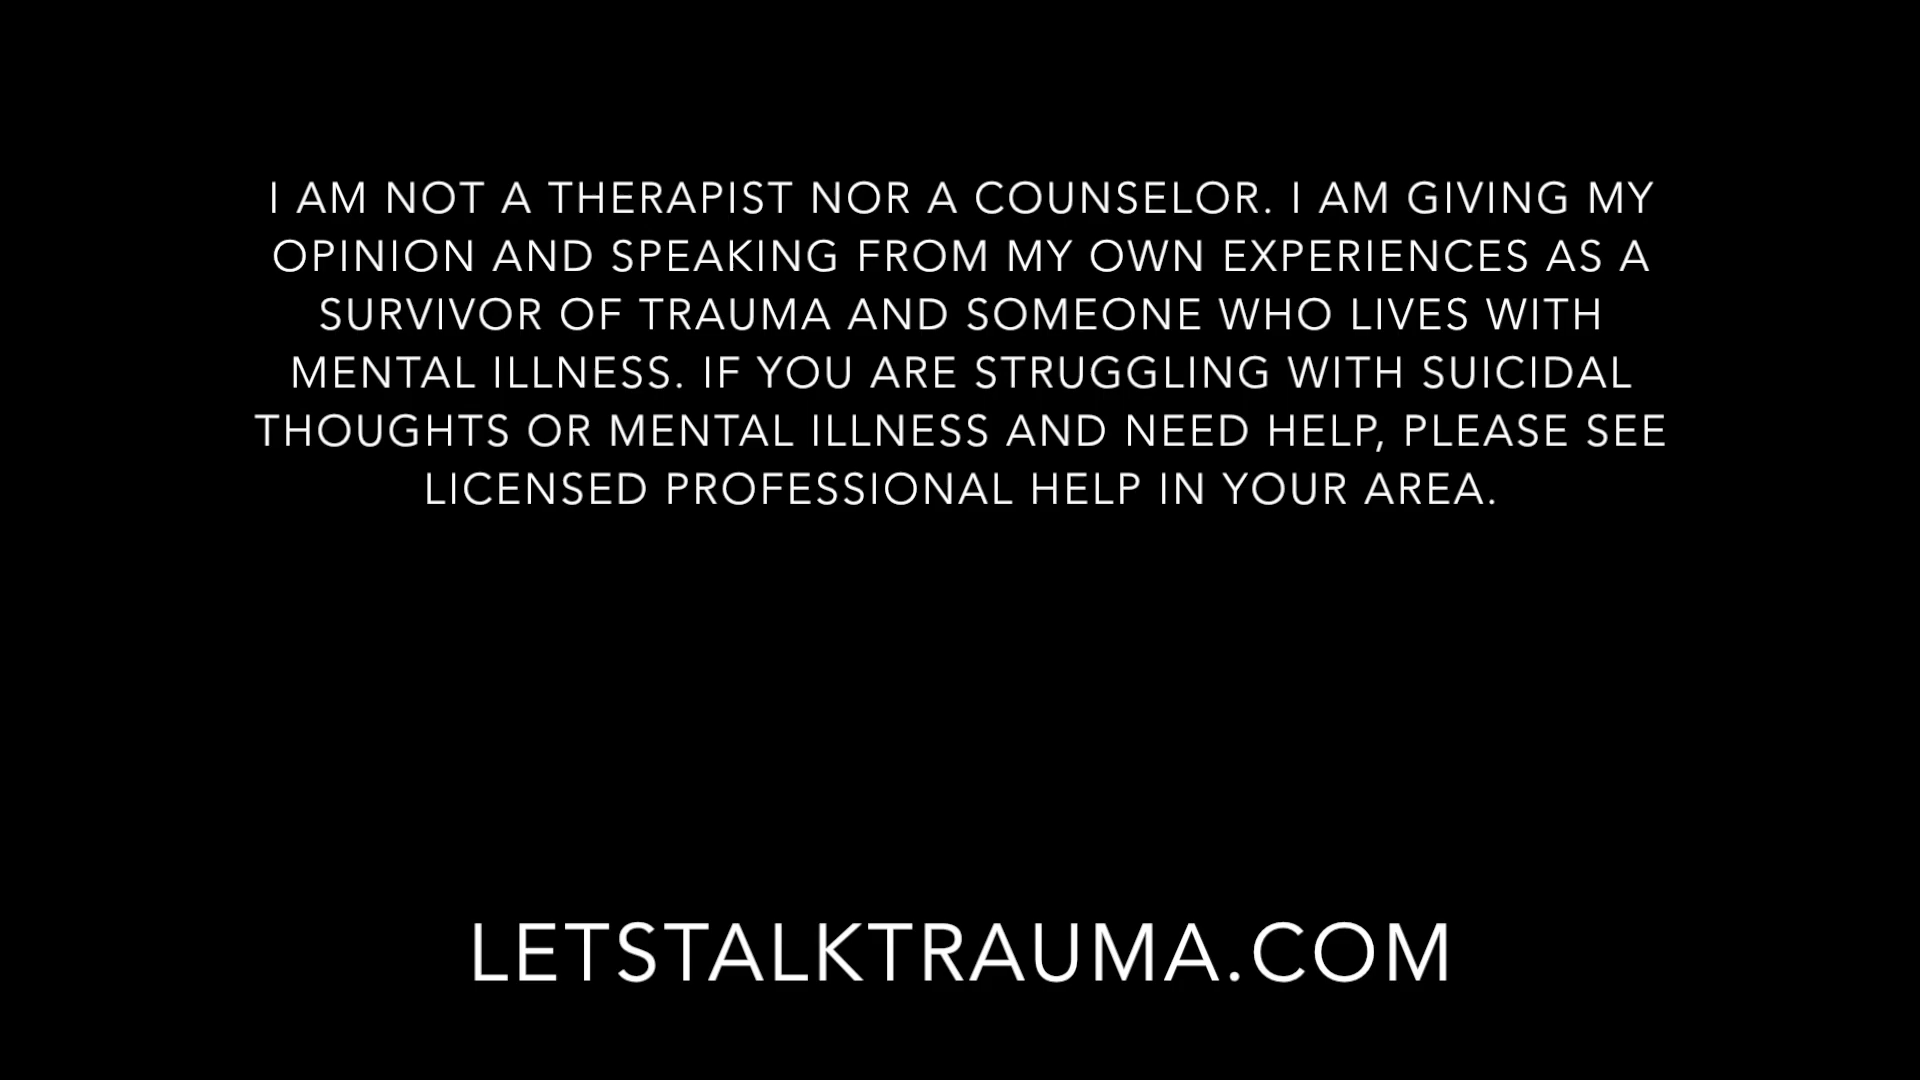 I AM NOT A THERAPIST NOR A COUNSELOR. I AM GIVING MY
OPINION AND SPEAKING FROM MY OWN EXPERIENCES AS A
SURVIVOR OF TRAUMA AND SOMEONE WHO LIVES WITH
MENTAL ILLNESS. IF YOU ARE STRUGGLING WITH SUICIDAL
THOUGHTS OR MENTAL ILLNESS AND NEED HELP, PLEASE SEE
LICENSED PROFESSIONAL HELP IN YOUR AREA.
LETSTALKTRAUMA.COM